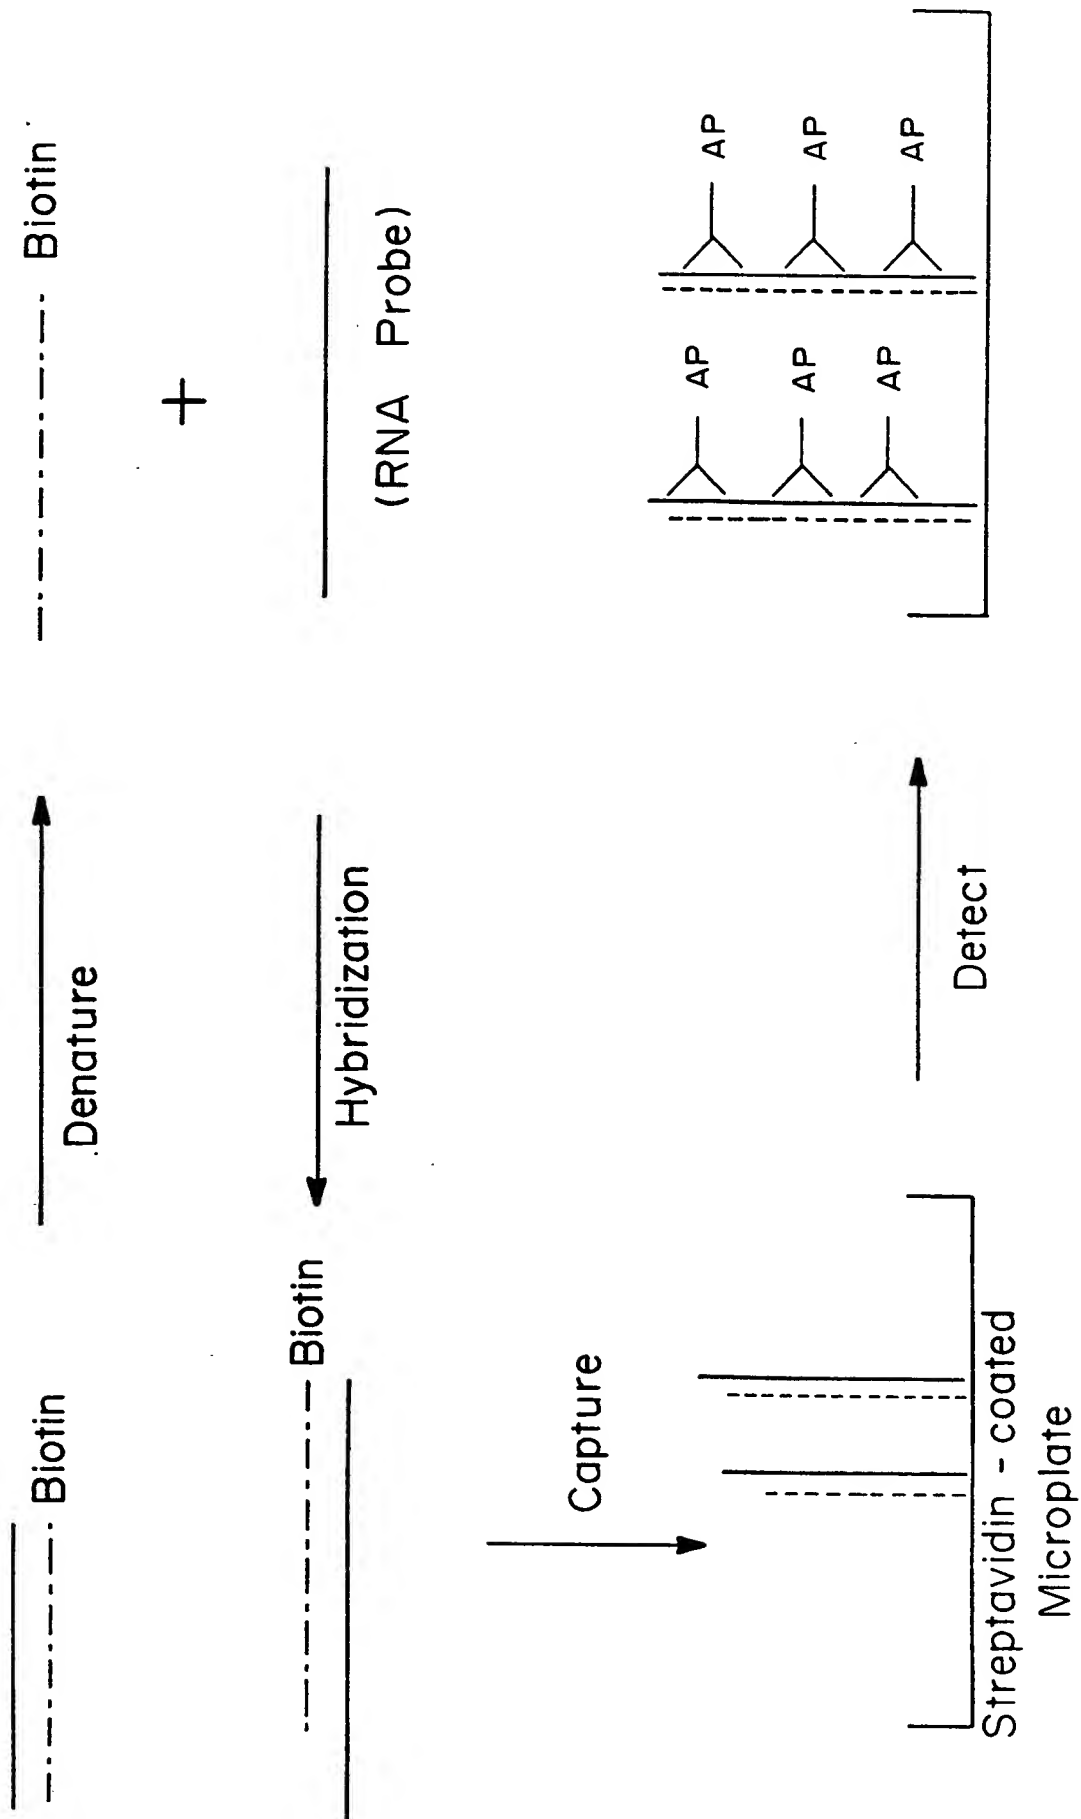 Biotin
Denature
Biotin
+
(RNA Probe)
Hybridization
Biotin
Capture
Streptavidin - coated
Microplate
Detect
AP
AP
AP
AP
AP
AP